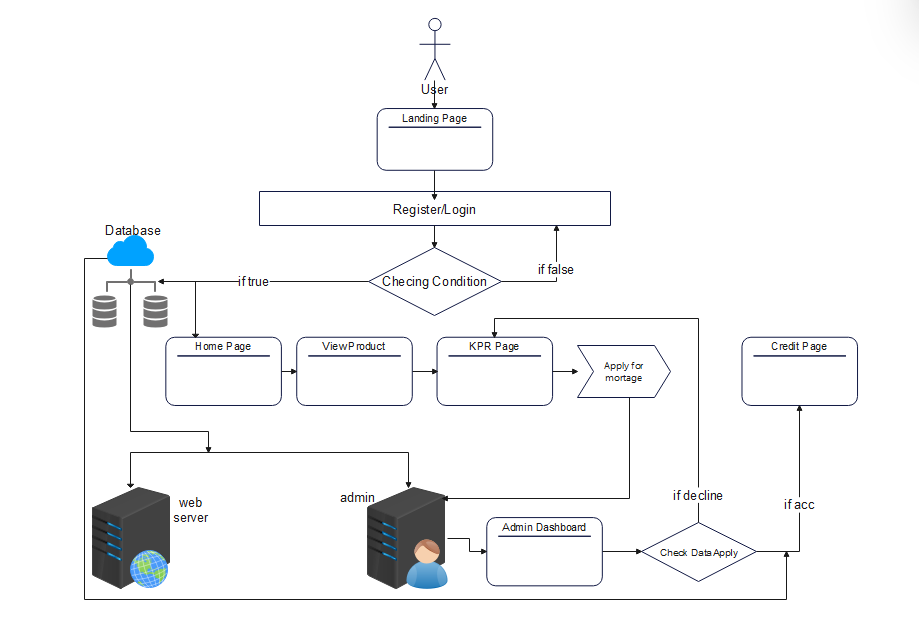 User
Landing Page
Register/Login
Database
if false
if true
Checing Condition
Home Page
ViewProduct
KPR Page
Apply for
mortage
Credit Page
web
server
admin
if decline
if acc
Admin Dashboard
Check Data Apply